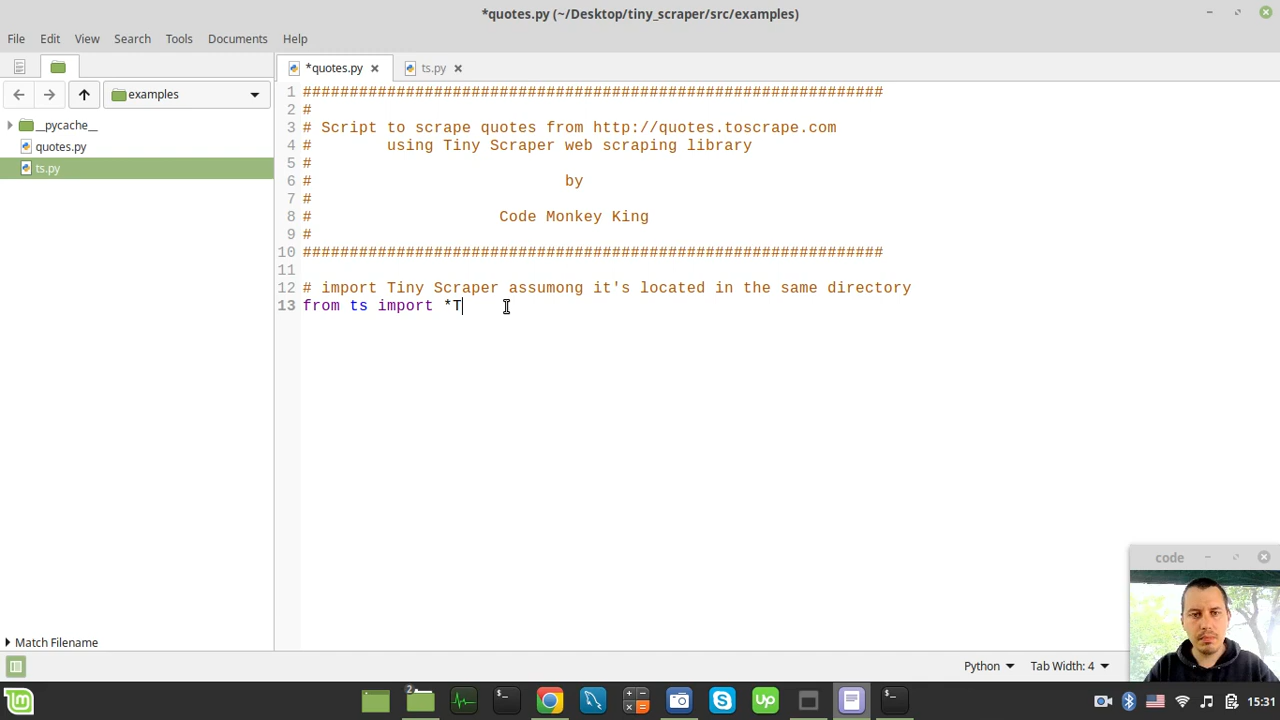 *quotes.py (~/Desktop/tiny_scraper/src/examples)
File Edit View Search Tools Documents Help
*quotes.py
ts.py
examples
__pycache__
quotes.py
ts.py
1 ##############################################################
2 #
3 # Script to scrape quotes from http://quotes.toscrape.com
4 #        using Tiny Scraper web scraping library
5 #
6 #                           by
7 #
8 #                    Code Monkey King
9 #
10 ##############################################################
11
12 # import Tiny Scraper assumong it's located in the same directory
13 from ts import *T
code
Match Filename
Python
Tab Width: 4
2
Up
15:31